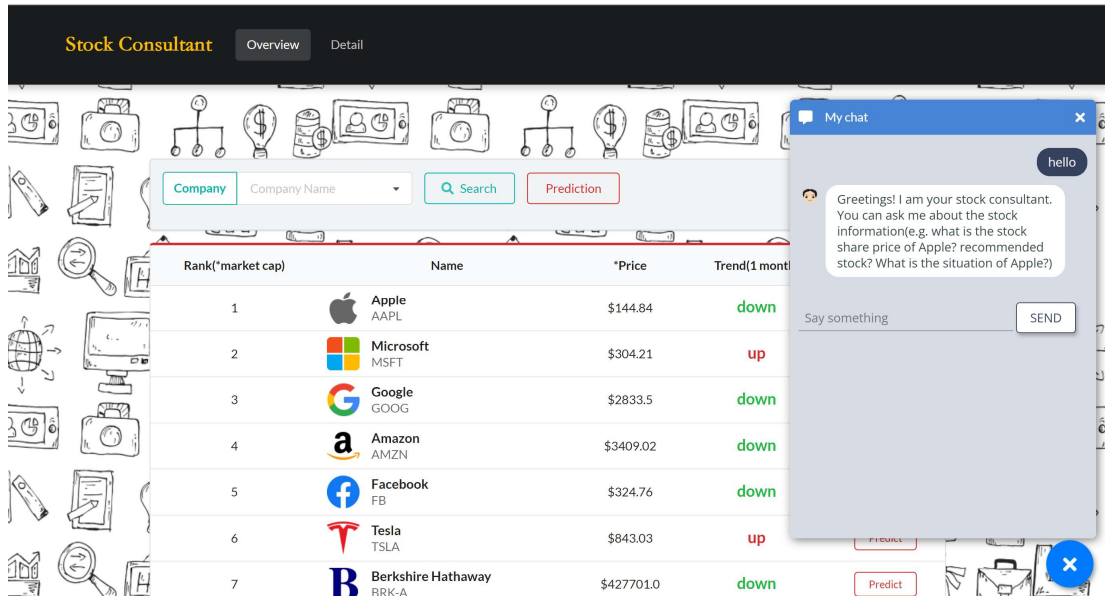 Stock Consultant Overview Detail
My chat
hello
Company Company Name Search Prediction
Greetings! I am your stock consultant.
You can ask me about the stock
information(e.g. what is the stock
share price of Apple? recommended
stock? What is the situation of Apple?)
Say something SEND
Rank(*market cap) Name *Price Trend(1 mont
1 Apple $144.84 down
AAPL
2 Microsoft $304.21 up
MSFT
3 Google $2833.5 down
GOOG
4 Amazon $3409.02 down
AMZN
5 Facebook $324.76 down
FB
6 Tesla $843.03 up Predict
TSLA
7 Berkshire Hathaway $427701.0 down Predict
BRK-A